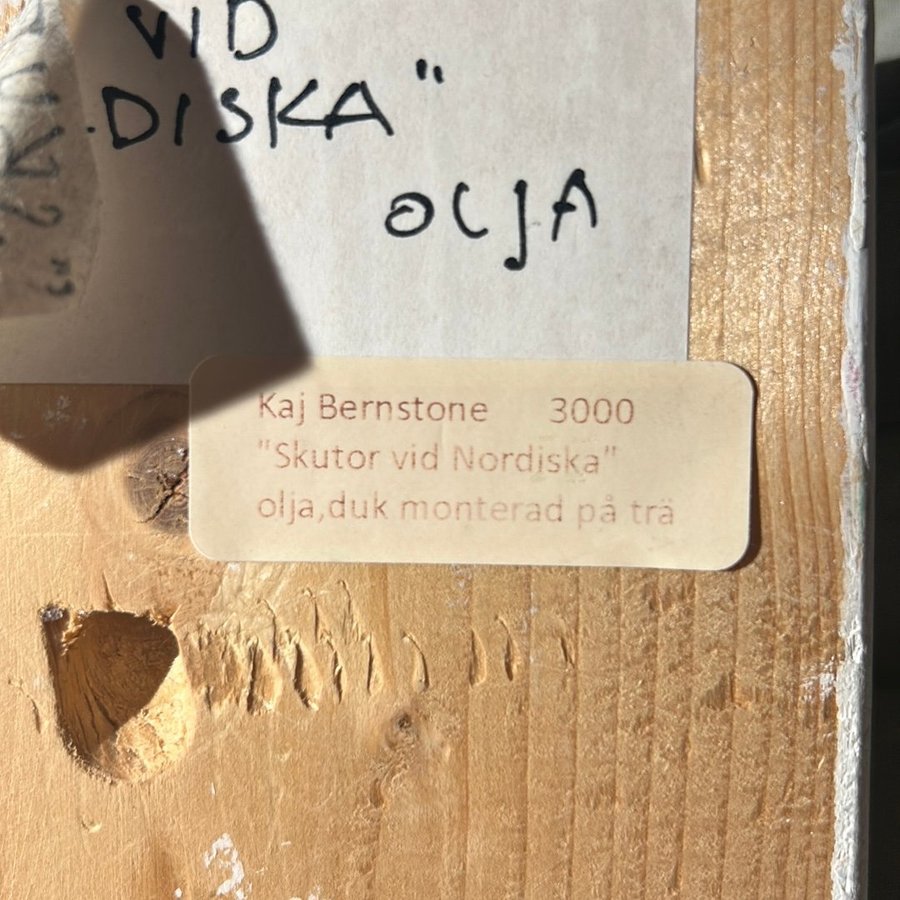 VID
DISKA"
OLJA
Kaj Bernstone 3000
"Skutor vid Nordiska"
olja,duk monterad på trä